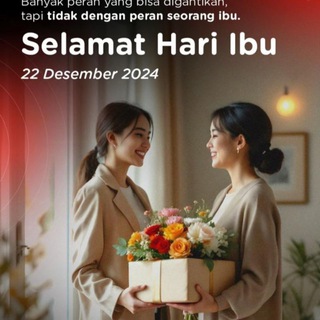 Banyak peran yang bisa digantikan,
tapi tidak dengan peran seorang ibu.
Selamat Hari Ibu
22 Desember 2024